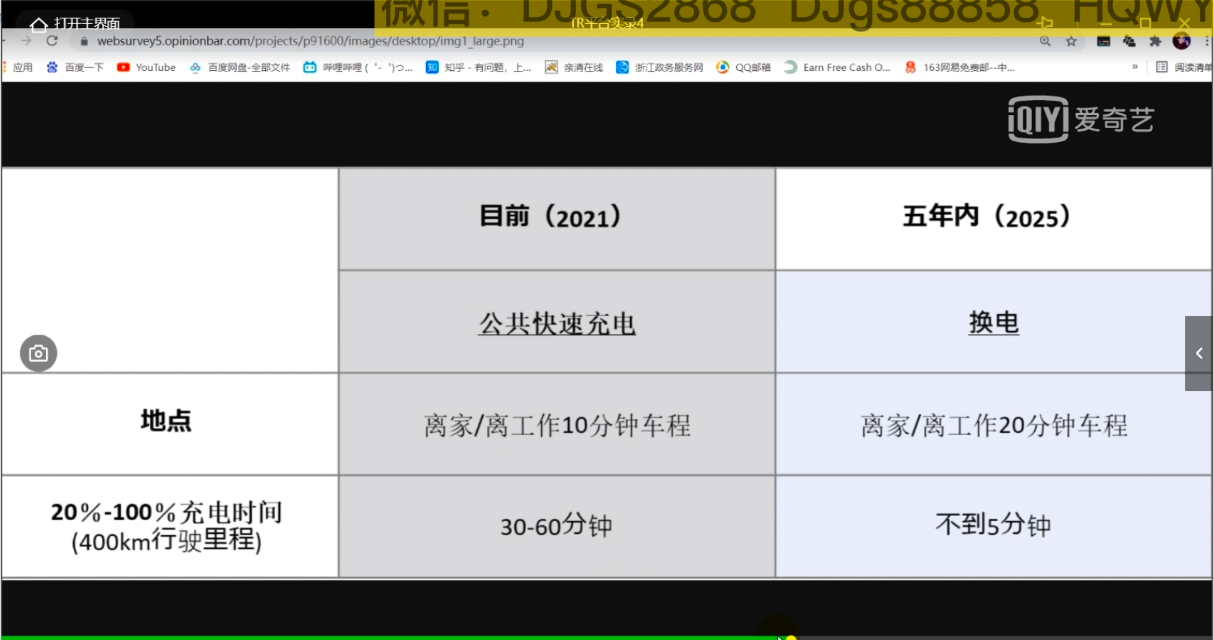 微信：DJGS2868 DJgs88858 HQWY
打开主界面
websurvey5.opinionbar.com/projects/p91600/images/desktop/img1_large.png
应用 百度一下 YouTube 百度网盘-全部文件 哔哩哔哩 ( ゜- ゜)つ... 知乎 - 有问题，上... 亲清在线 浙江政务服务网 QQ邮箱 Earn Free Cash O... 163网易免费邮--中... » 阅读清单
iQIYI 爱奇艺
目前（2021） 五年内（2025）
公共快速充电 换电
地点 离家/离工作10分钟车程 离家/离工作20分钟车程
20%-100%充电时间 30-60分钟 不到5分钟
(400km行驶里程)